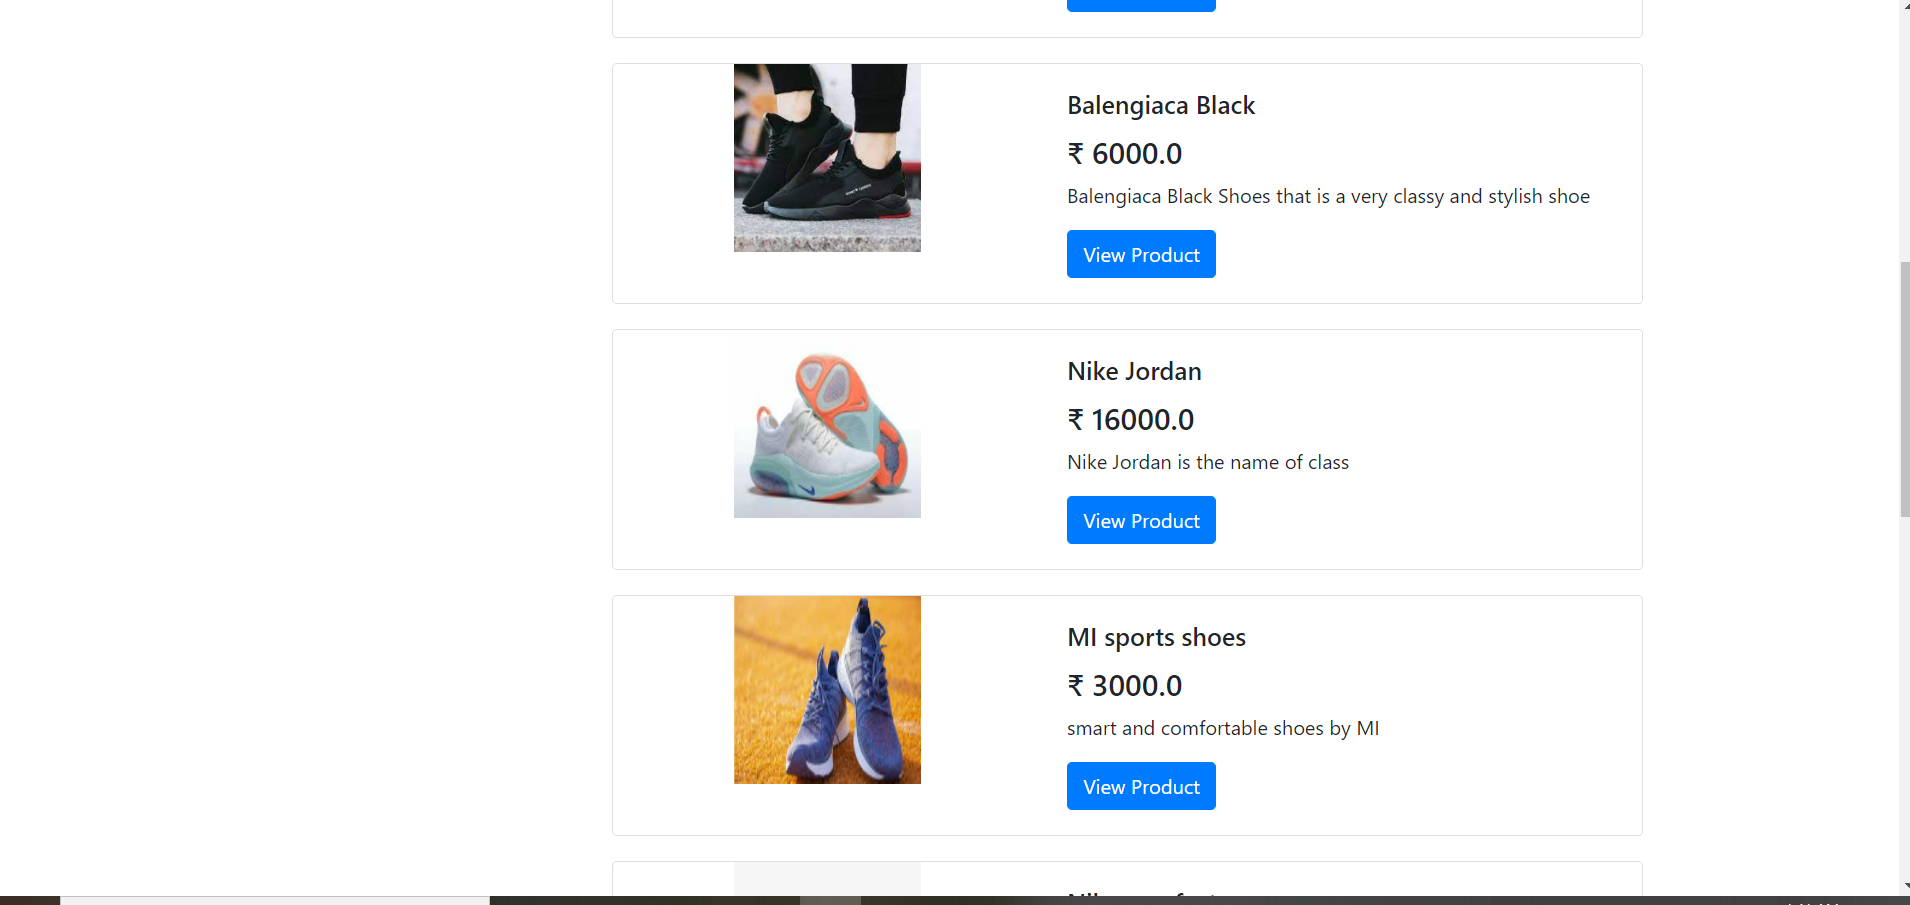 Balengiaca Black
₹ 6000.0
Balengiaca Black Shoes that is a very classy and stylish shoe
View Product
Nike Jordan
₹ 16000.0
Nike Jordan is the name of class
View Product
MI sports shoes
₹ 3000.0
smart and comfortable shoes by MI
View Product